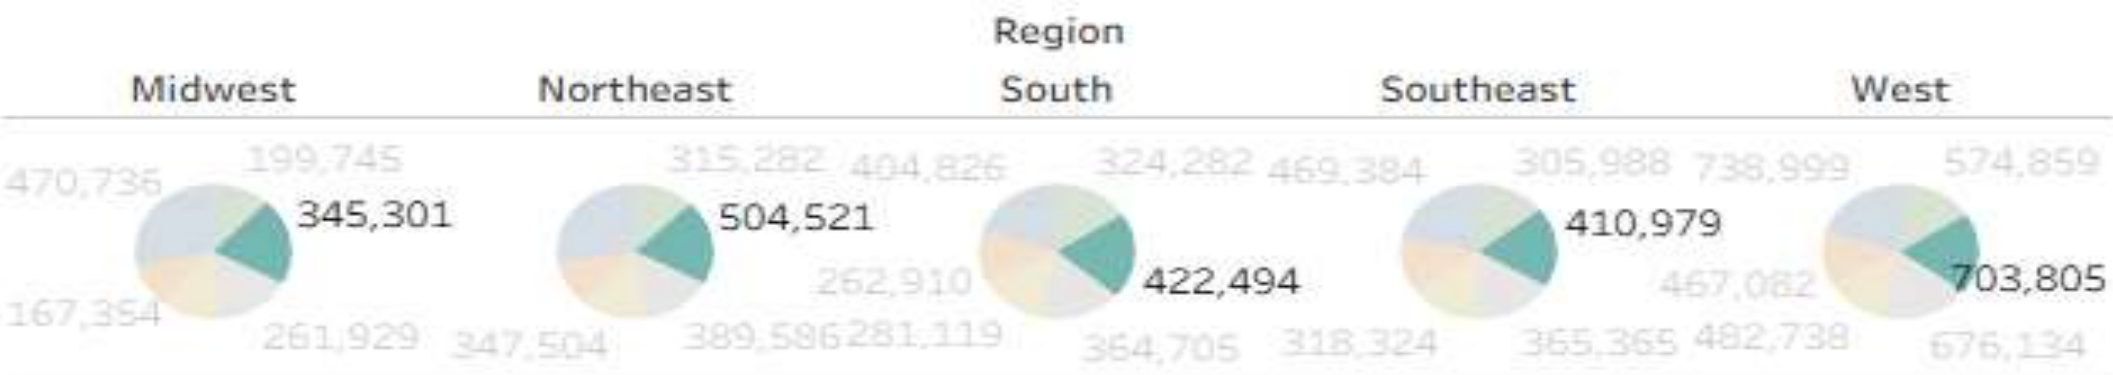 Region
Midwest Northeast South Southeast West
199,745 315,282 404,826 324,282 469,384 305,988 738,999 574,859
470,736
345,301 504,521 410,979
262,910 422,494 467,082 703,805
167,354
261,929 347,504 389,586 281,119 364,705 318,324 365,365 482,738 676,134